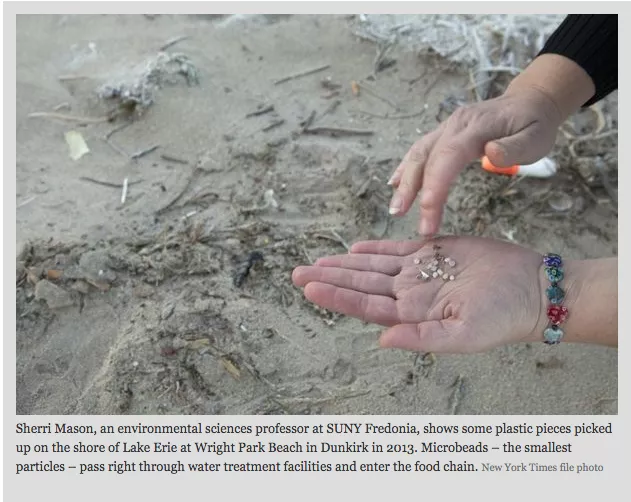 Sherri Mason, an environmental sciences professor at SUNY Fredonia, shows some plastic pieces picked
up on the shore of Lake Erie at Wright Park Beach in Dunkirk in 2013. Microbeads – the smallest
particles – pass right through water treatment facilities and enter the food chain. New York Times file photo